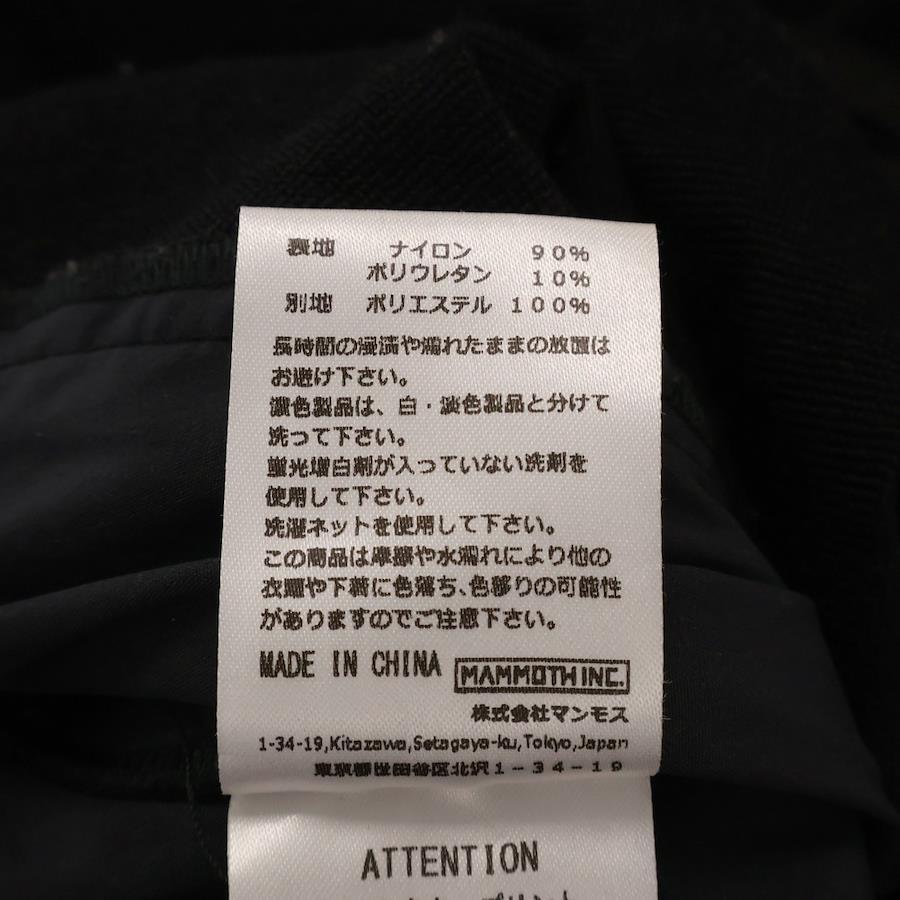 表地 ナイロン 90%
ポリウレタン 10%
別地 ポリエステル 100%
長時間の浸漬や濡れたままの放置は
お避け下さい。
濃色製品は、白・淡色製品と分けて
洗って下さい。
蛍光増白剤が入っていない洗剤を
使用して下さい。
洗濯ネットを使用して下さい。
この商品は摩擦や水濡れにより他の
衣類や下着に色落ち、色移りの可能性
がありますのでご注意下さい。
MADE IN CHINA MAMMOTH INC.
株式会社マンモス
1-34-19,Kitazawa,Setagaya-ku,Tokyo,Japan
東京都世田谷区北沢1-34-19
ATTENTION